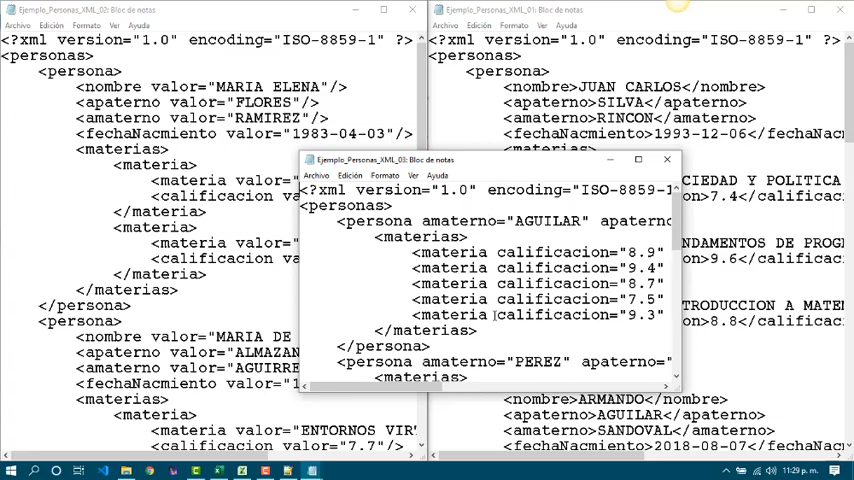 Ejemplo_Personas_XML_02: Bloc de notas
Archivo Edición Formato Ver Ayuda
<?xml version="1.0" encoding="ISO-8859-1" ?>
<personas>
<persona>
<nombre valor="MARIA ELENA"/>
<apaterno valor="FLORES"/>
<amaterno valor="RAMIREZ"/>
<fechaNacmiento valor="1983-04-03"/>
<materias>
<materia>
<materia valor=
<calificacion
</materia>
<materia>
<materia valor=
<calificacion
</materia>
</materias>
</persona>
<persona>
<nombre valor="MARIA DE
<apaterno valor="ALMAZAN
<amaterno valor="AGUIRRE
<fechaNacmiento valor="1
<materias>
<materia>
<materia valor="ENTORNOS VIR
<calificacion valor="7.7"/>
Ejemplo_Personas_XML_01: Bloc de notas
Archivo Edición Formato Ver Ayuda
<?xml version="1.0" encoding="ISO-8859-1" ?>
<personas>
<persona>
<nombre>JUAN CARLOS</nombre>
<apaterno>SILVA</apaterno>
<amaterno>RINCON</amaterno>
<fechaNacmiento>1993-12-06</fechaNac
CIEDAD Y POLITICA
>7.4</calificac
NDAMENTOS DE PROG
>9.6</calificac
TRODUCCION A MATE
>8.8</calificac
<nombre>ARMANDO</nombre>
<apaterno>AGUILAR</apaterno>
<amaterno>SANDOVAL</amaterno>
<fechaNacmiento>2018-08-07</fechaNac
Ejemplo_Personas_XML_03: Bloc de notas
Archivo Edición Formato Ver Ayuda
<?xml version="1.0" encoding="ISO-8859-1
<personas>
<persona amaterno="AGUILAR" apaterno
<materias>
<materia calificacion="8.9"
<materia calificacion="9.4"
<materia calificacion="8.7"
<materia calificacion="7.5"
<materia calificacion="9.3"
</materias>
</persona>
<persona amaterno="PEREZ" apaterno="
<materias>
11:29 p. m.